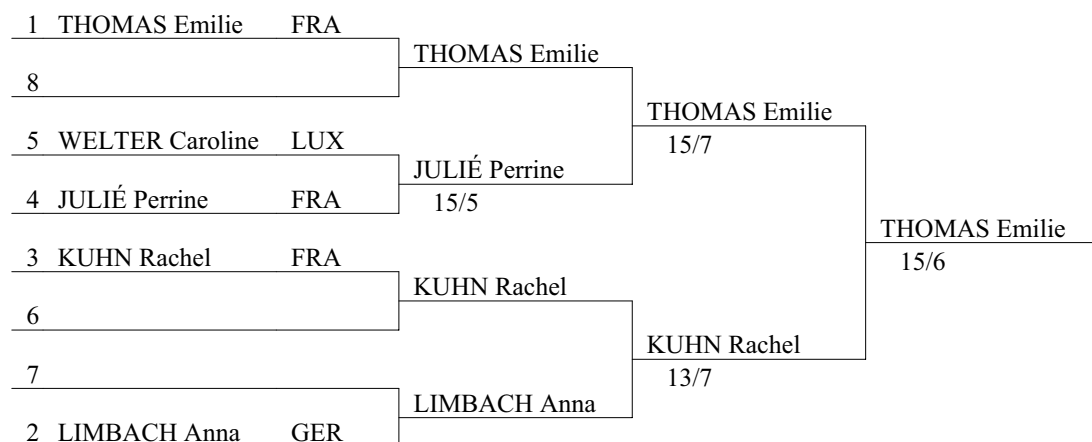 1 THOMAS Emilie FRA
8
5 WELTER Caroline LUX
4 JULIÉ Perrine FRA
3 KUHN Rachel FRA
6
7
2 LIMBACH Anna GER
THOMAS Emilie
JULIÉ Perrine
15/5
KUHN Rachel
LIMBACH Anna
THOMAS Emilie
15/7
KUHN Rachel
13/7
THOMAS Emilie
15/6